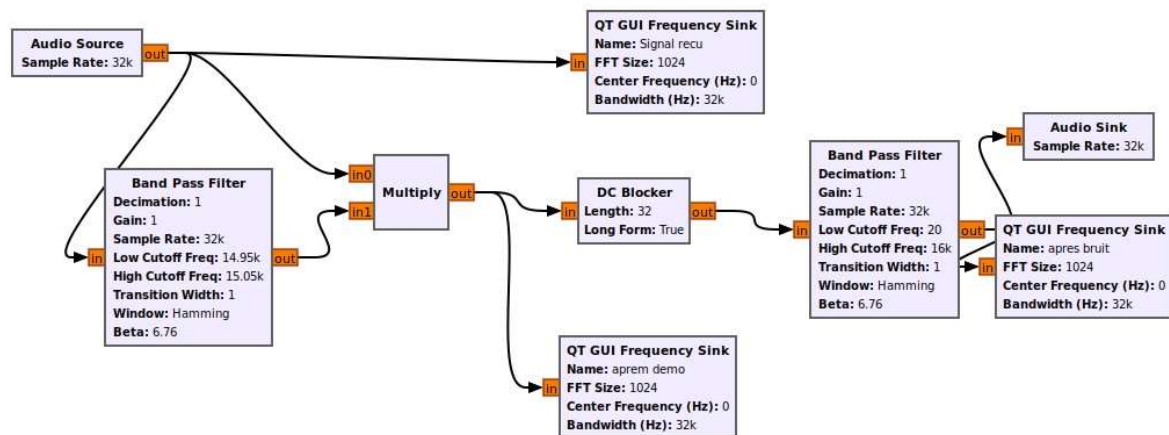 Audio Source
Sample Rate: 32k
out
QT GUI Frequency Sink
Name: Signal recu
FFT Size: 1024
Center Frequency (Hz): 0
Bandwidth (Hz): 32k
in
Band Pass Filter
Decimation: 1
Gain: 1
Sample Rate: 32k
Low Cutoff Freq: 14.95k
High Cutoff Freq: 15.05k
Transition Width: 1
Window: Hamming
Beta: 6.76
in
out
in0
in1
Multiply
out
DC Blocker
Length: 32
Long Form: True
in
out
QT GUI Frequency Sink
Name: aprem demo
FFT Size: 1024
Center Frequency (Hz): 0
Bandwidth (Hz): 32k
in
Band Pass Filter
Decimation: 1
Gain: 1
Sample Rate: 32k
Low Cutoff Freq: 20
High Cutoff Freq: 16k
Transition Width: 1
Window: Hamming
Beta: 6.76
in
out
Audio Sink
Sample Rate: 32k
in
QT GUI Frequency Sink
Name: apres bruit
FFT Size: 1024
Center Frequency (Hz): 0
Bandwidth (Hz): 32k
in